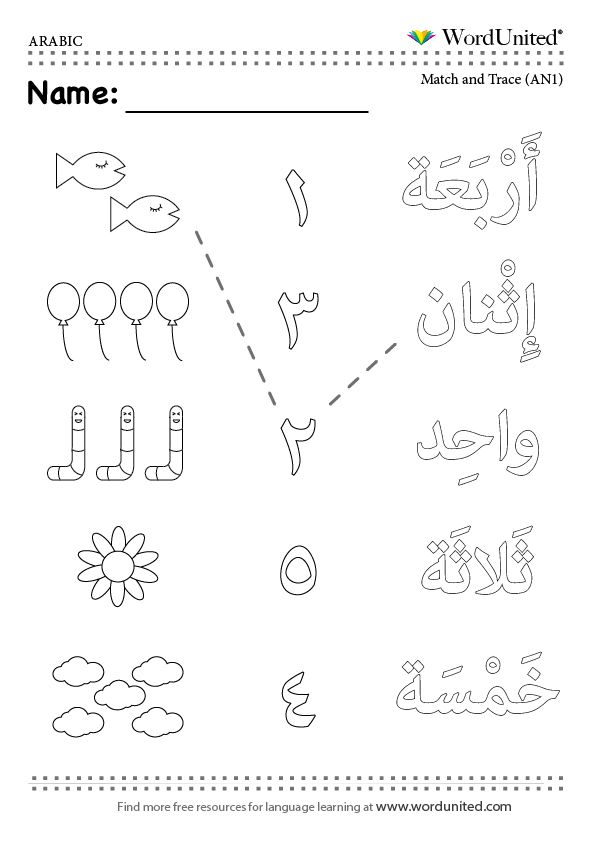 ARABIC
WordUnited®
Match and Trace (AN1)
Name:
١ أَرْبَعَة
٣ إِثْنان
٢ واحِد
٥ ثَلاثَة
٤ خَمْسَة
Find more free resources for language learning at www.wordunited.com